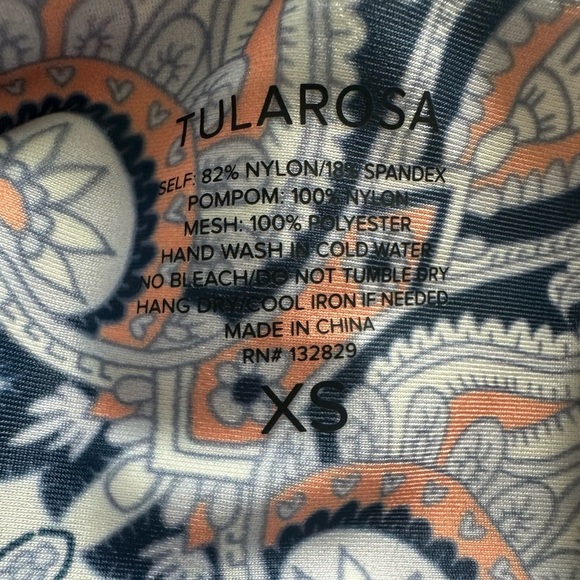 TULAROSA
SELF: 82% NYLON/18% SPANDEX
POMPOM: 100% NYLON
MESH: 100% POLYESTER
HAND WASH IN COLD WATER
NO BLEACH/DO NOT TUMBLE DRY
HANG DRY/COOL IRON IF NEEDED
MADE IN CHINA
RN# 132829
XS